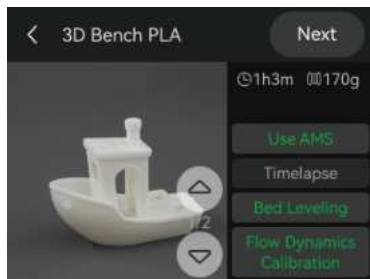 3D Bench PLA
Next
1h3m 170g
Use AMS
Timelapse
1/2
Bed Leveling
Flow Dynamics
Calibration